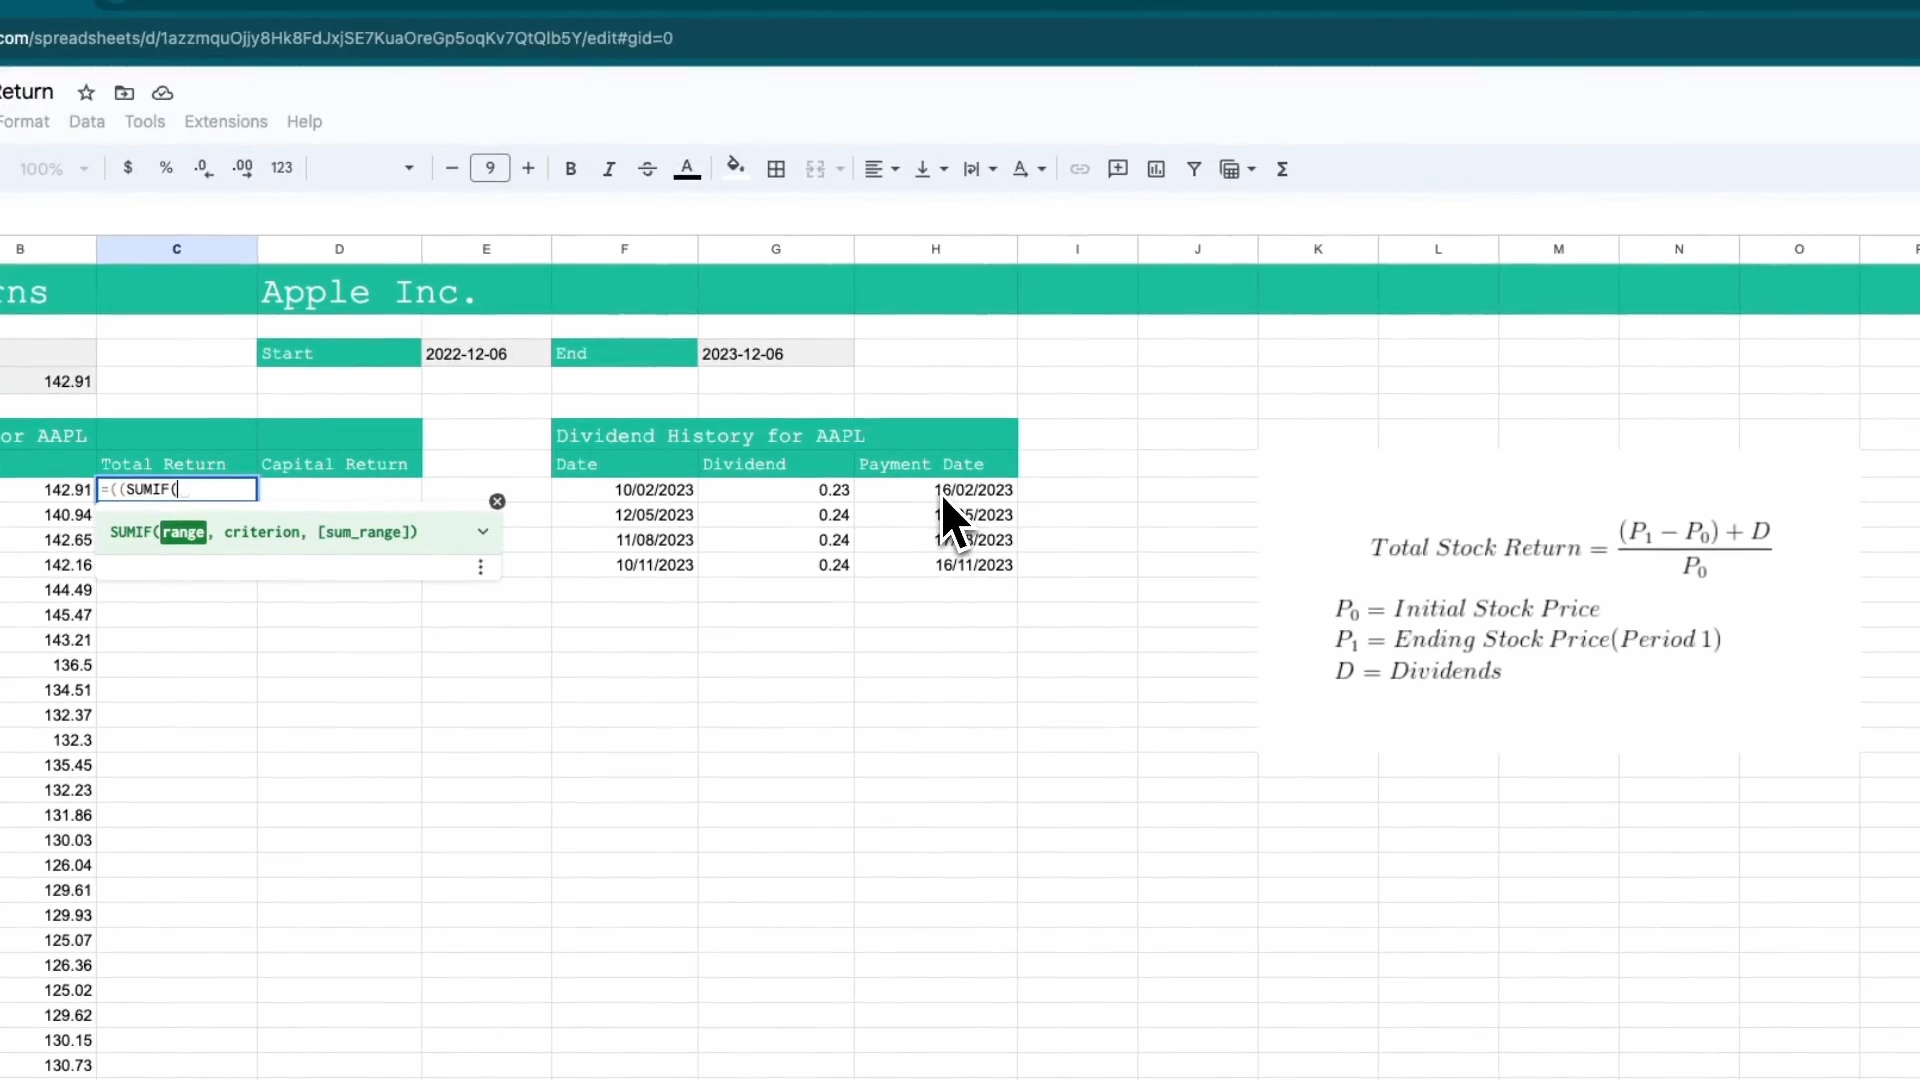 com/spreadsheets/d/1azzmquOjjy8Hk8FdJxjSE7KuaOreGp5oqKv7QtQlb5Y/edit#gid=0
Return
Format Data Tools Extensions Help
100% $ % .0 .00 123 − 9 + B I A Σ
B C D E F G H I J K L M N O
rns Apple Inc.
Start 2022-12-06 End 2023-12-06
142.91
or AAPL Dividend History for AAPL
Total Return Capital Return Date Dividend Payment Date
142.91 =((SUMIF( 10/02/2023 0.23 16/02/2023
140.94 12/05/2023 0.24 5/2023
SUMIF(range, criterion, [sum_range])
142.65 11/08/2023 0.24 /2023
142.16 10/11/2023 0.24 16/11/2023
144.49
145.47
143.21
136.5
134.51
132.37
132.3
135.45
132.23
131.86
130.03
126.04
129.61
129.93
125.07
126.36
125.02
129.62
130.15
130.73
Total Stock Return = (P₁ − P₀) + D / P₀
P₀ = Initial Stock Price
P₁ = Ending Stock Price(Period 1)
D = Dividends